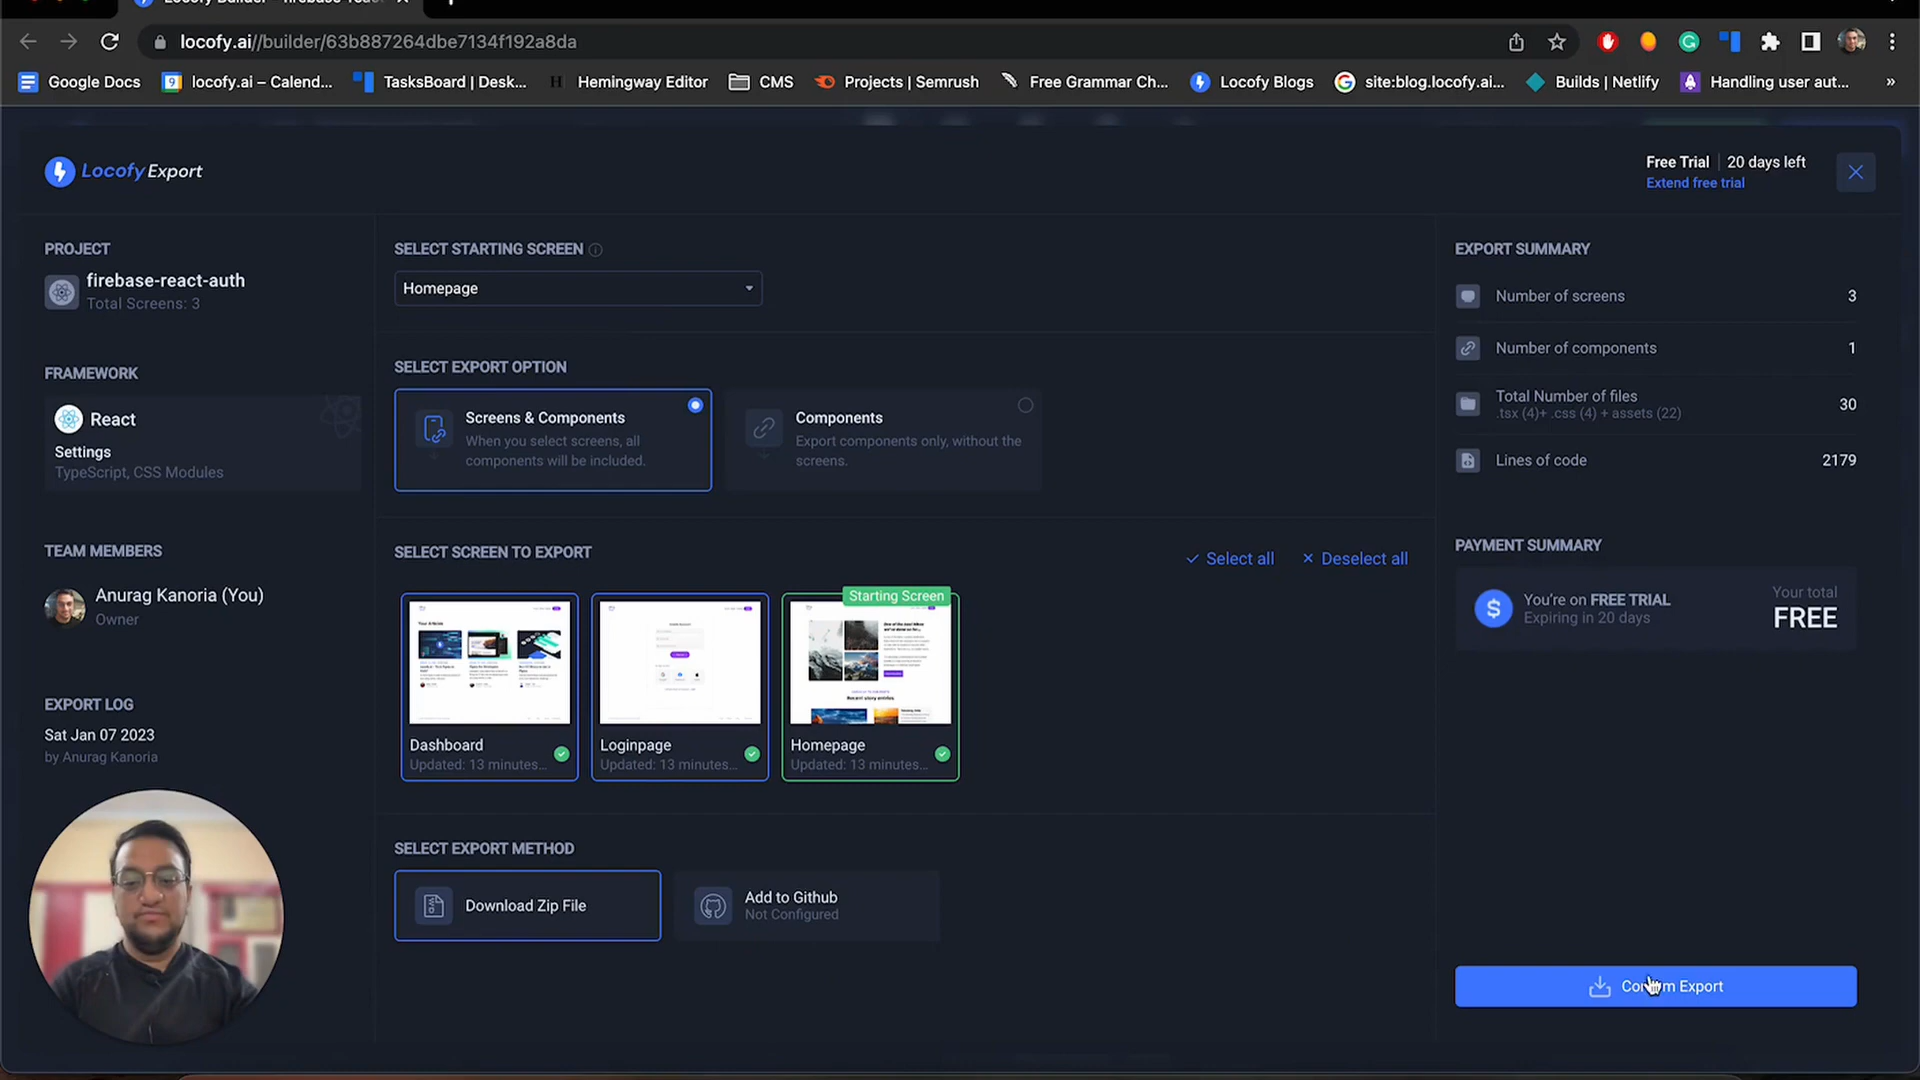 locofy.ai//builder/63b887264dbe7134f192a8da
Google Docs
locofy.ai – Calend...
TasksBoard | Desk...
Hemingway Editor
CMS
Projects | Semrush
Free Grammar Ch...
Locofy Blogs
site:blog.locofy.ai...
Builds | Netlify
Handling user aut...
»
Locofy Export
Free Trial | 20 days left
Extend free trial
PROJECT
firebase-react-auth
Total Screens: 3
FRAMEWORK
React
Settings
TypeScript, CSS Modules
TEAM MEMBERS
Anurag Kanoria (You)
Owner
EXPORT LOG
Sat Jan 07 2023
by Anurag Kanoria
SELECT STARTING SCREEN
Homepage
SELECT EXPORT OPTION
Screens & Components
When you select screens, all
components will be included.
Components
Export components only, without the
screens.
SELECT SCREEN TO EXPORT
Select all
Deselect all
Starting Screen
Dashboard
Updated: 13 minutes...
Loginpage
Updated: 13 minutes...
Homepage
Updated: 13 minutes...
SELECT EXPORT METHOD
Download Zip File
Add to Github
Not Configured
EXPORT SUMMARY
Number of screens 3
Number of components 1
Total Number of files 30
.tsx (4)+ .css (4) + assets (22)
Lines of code 2179
PAYMENT SUMMARY
You're on FREE TRIAL
Expiring in 20 days
Your total
FREE
Export